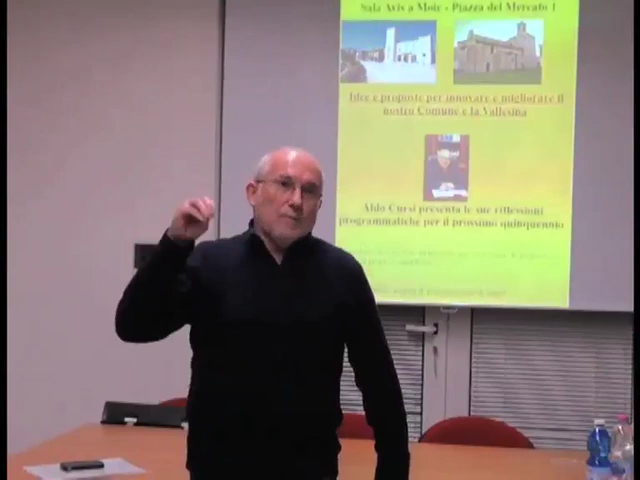 Sala Avis a Moie - Piazza del Mercato 1
Idee e proposte per innovare e migliorare il
nostro Comune e la Vallesina
Aldo Cursi presenta le sue riflessioni
programmatiche per il prossimo quinquennio